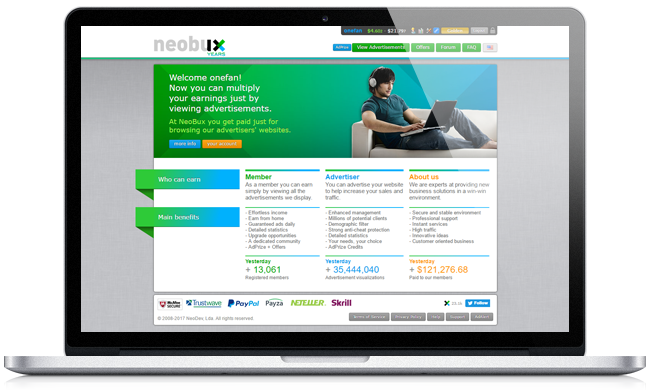 neobux
YEARS
onefan
AdPrize View Advertisements Offers Forum FAQ
Welcome onefan!
Now you can multiply
your earnings just by
viewing advertisements.
At NeoBux you get paid just for
browsing our advertisers' websites.
more info your account
Who can earn
Member
As a member you can earn
simply by viewing all the
advertisements we display.
Advertiser
You can advertise your website
to help increase your sales and
traffic.
About us
We are experts at providing new
business solutions in a win-win
environment.
Main benefits
- Effortless income
- Earn from home
- Guaranteed ads daily
- Detailed statistics
- Upgrade opportunities
- A dedicated community
- AdPrize + Offers
- Enhanced management
- Millions of potential clients
- Demographic filter
- Strong anti-cheat protection
- Detailed statistics
- Your needs, your choice
- AdPrize Credits
- Secure and stable environment
- Professional support
- Instant services
- High traffic
- Innovative ideas
- Customer oriented business
Yesterday
+ 13,061
Registered members
Yesterday
+ 35,444,040
Advertisement visualizations
Yesterday
+ $121,276.68
Paid to our members
McAfee
SECURE
Trustwave
PayPal
Payza
NETELLER
Skrill
Follow
© 2008-2017 NeoDev, Lda. All rights reserved.
Terms of Service Privacy Policy Help Support Authors